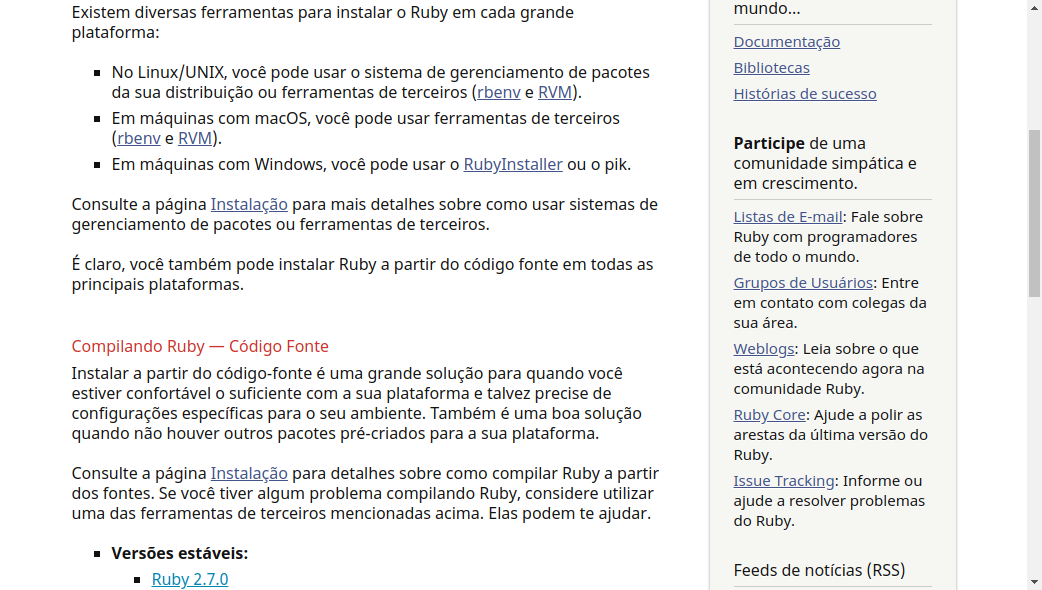 Existem diversas ferramentas para instalar o Ruby em cada grande
plataforma:
No Linux/UNIX, você pode usar o sistema de gerenciamento de pacotes
da sua distribuição ou ferramentas de terceiros (rbenv e RVM).
Em máquinas com macOS, você pode usar ferramentas de terceiros
(rbenv e RVM).
Em máquinas com Windows, você pode usar o RubyInstaller ou o pik.
Consulte a página Instalação para mais detalhes sobre como usar sistemas de
gerenciamento de pacotes ou ferramentas de terceiros.
É claro, você também pode instalar Ruby a partir do código fonte em todas as
principais plataformas.
Compilando Ruby — Código Fonte
Instalar a partir do código-fonte é uma grande solução para quando você
estiver confortável o suficiente com a sua plataforma e talvez precise de
configurações específicas para o seu ambiente. Também é uma boa solução
quando não houver outros pacotes pré-criados para a sua plataforma.
Consulte a página Instalação para detalhes sobre como compilar Ruby a partir
dos fontes. Se você tiver algum problema compilando Ruby, considere utilizar
uma das ferramentas de terceiros mencionadas acima. Elas podem te ajudar.
Versões estáveis:
Ruby 2.7.0
mundo...
Documentação
Bibliotecas
Histórias de sucesso
Participe de uma
comunidade simpática e
em crescimento.
Listas de E-mail: Fale sobre
Ruby com programadores
de todo o mundo.
Grupos de Usuários: Entre
em contato com colegas da
sua área.
Weblogs: Leia sobre o que
está acontecendo agora na
comunidade Ruby.
Ruby Core: Ajude a polir as
arestas da última versão do
Ruby.
Issue Tracking: Informe ou
ajude a resolver problemas
do Ruby.
Feeds de notícias (RSS)